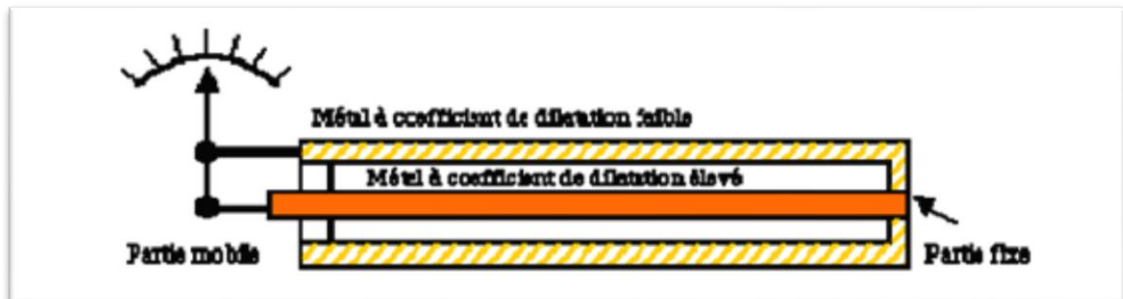 Métal à coefficient de dilatation faible
Métal à coefficient de dilatation élevé
Partie mobile
Partie fixe